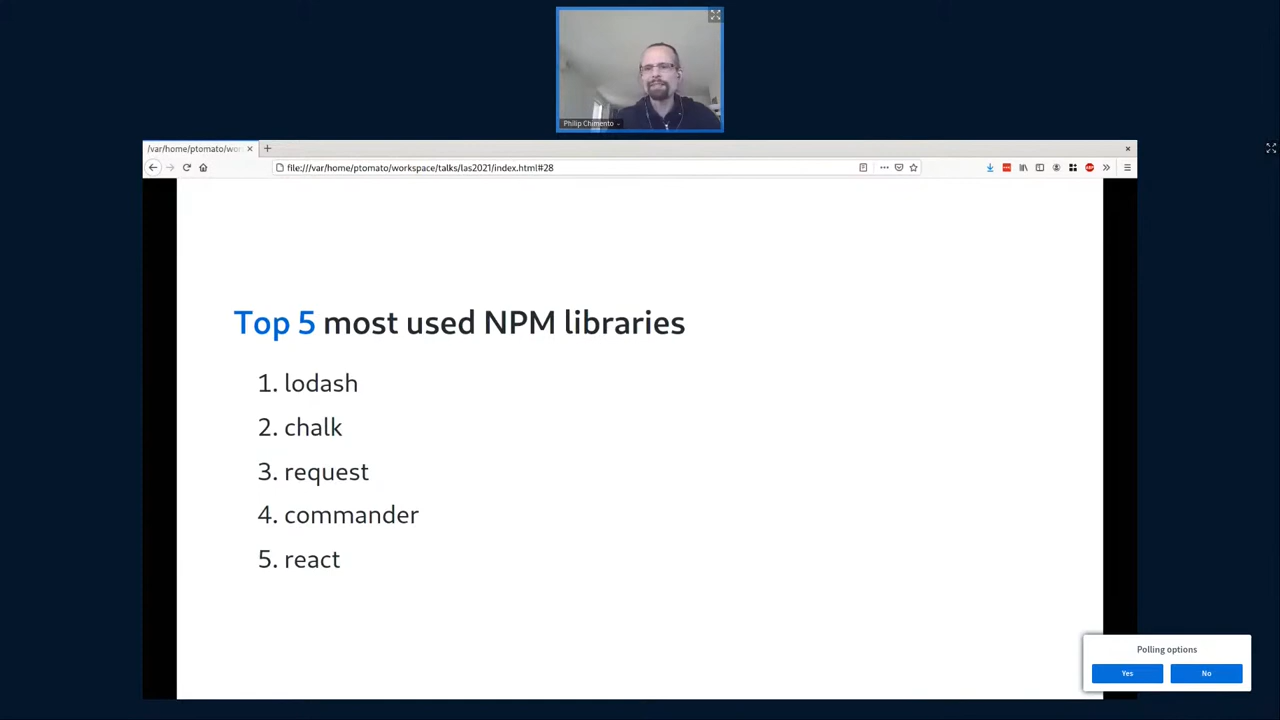 Philip Chimento
/var/home/ptomato/wor
file:///var/home/ptomato/workspace/talks/las2021/index.html#28
Top 5 most used NPM libraries
1. lodash
2. chalk
3. request
4. commander
5. react
Polling options
Yes
No